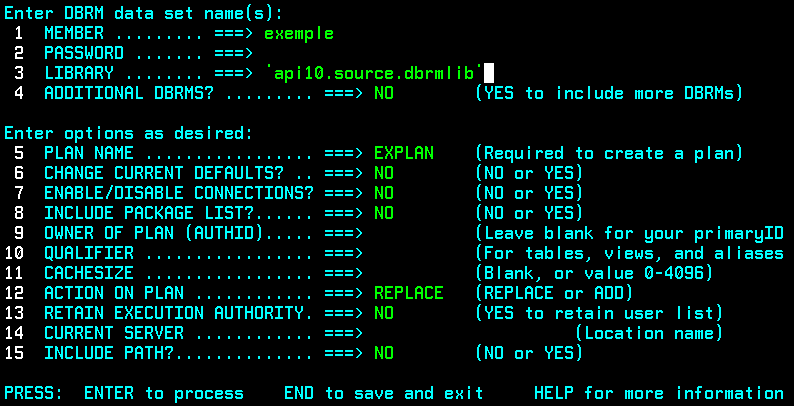 Enter DBRM data set name(s):
1 MEMBER ......... ===> exemple
2 PASSWORD ....... ===>
3 LIBRARY ........ ===> `api10.source.dbrmlib`
4 ADDITIONAL DBRMS? ......... ===> NO (YES to include more DBRMs)
Enter options as desired:
5 PLAN NAME ................. ===> EXPLAN (Required to create a plan)
6 CHANGE CURRENT DEFAULTS? .. ===> NO (NO or YES)
7 ENABLE/DISABLE CONNECTIONS? ===> NO (NO or YES)
8 INCLUDE PACKAGE LIST?...... ===> NO (NO or YES)
9 OWNER OF PLAN (AUTHID)..... ===> (Leave blank for your primaryID
10 QUALIFIER ................. ===> (For tables, views, and aliases
11 CACHESIZE ................. ===> (Blank, or value 0-4096)
12 ACTION ON PLAN ............ ===> REPLACE (REPLACE or ADD)
13 RETAIN EXECUTION AUTHORITY. ===> NO (YES to retain user list)
14 CURRENT SERVER ............ ===> (Location name)
15 INCLUDE PATH?.............. ===> NO (NO or YES)
PRESS: ENTER to process END to save and exit HELP for more information